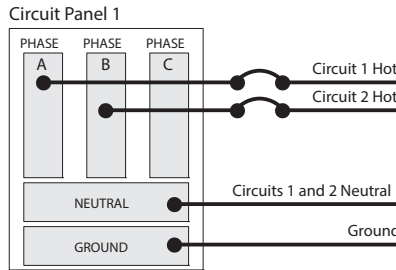 Circuit Panel 1
PHASE PHASE PHASE
A B C
Circuit 1 Hot
Circuit 2 Hot
NEUTRAL
Circuits 1 and 2 Neutral
GROUND
Ground